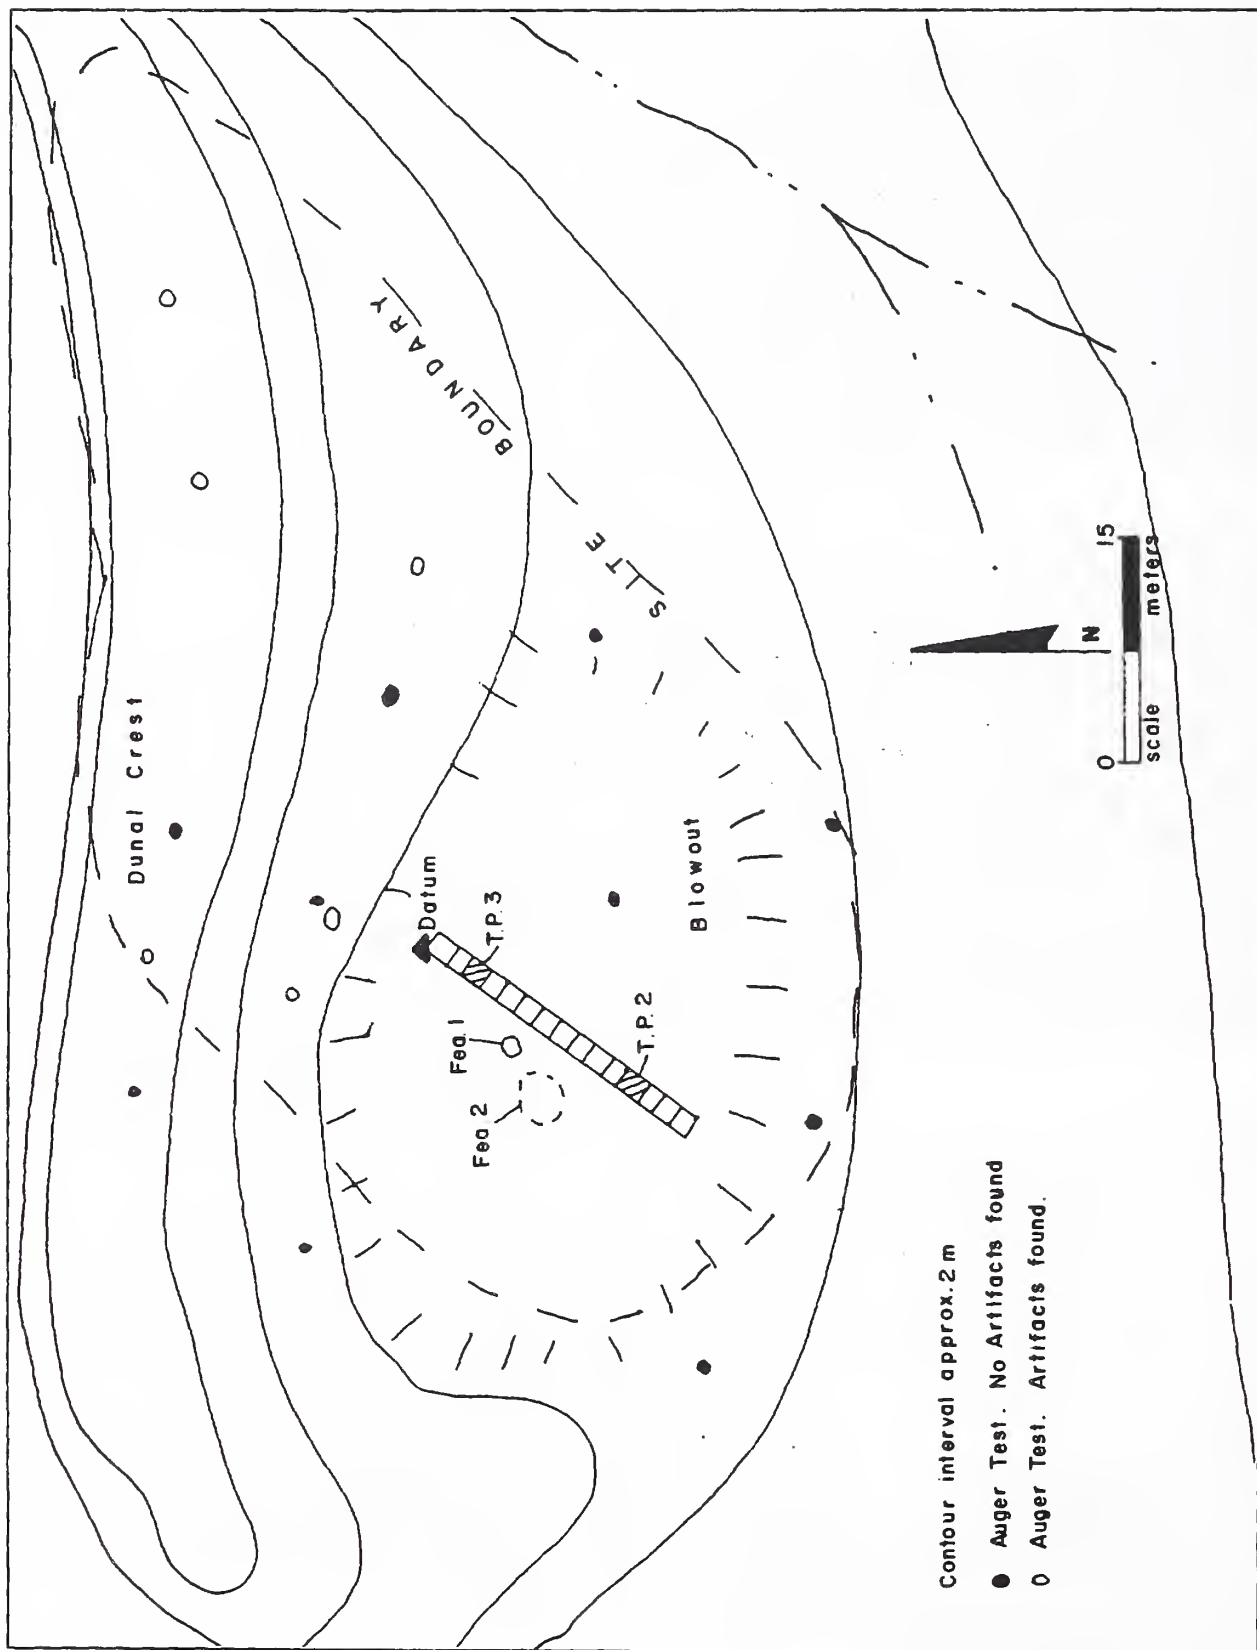 Dunal Crest
SITE BOUNDARY
Datum
T.P.3
Fea.1
Fea.2
T.P.2
Blowout
N
0 15
scale meters
Contour interval approx. 2 m
Auger Test. No Artifacts found
Auger Test. Artifacts found.